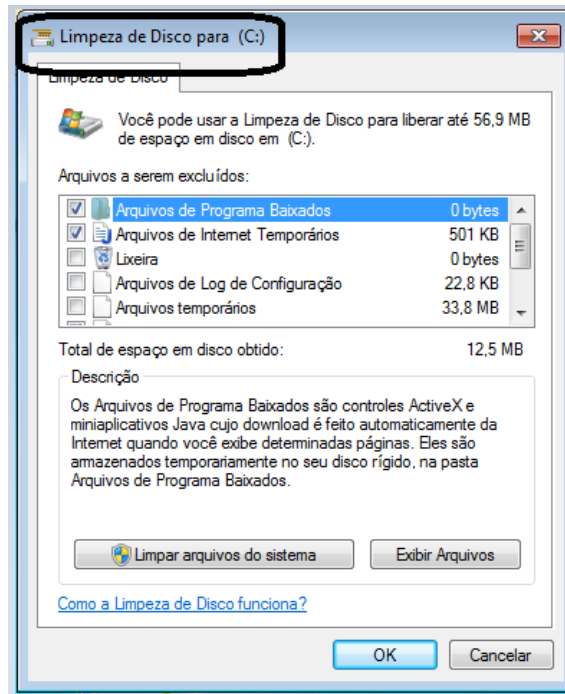 Limpeza de Disco para (C:)
Limpeza de Disco
Você pode usar a Limpeza de Disco para liberar até 56,9 MB
de espaço em disco em (C:).
Arquivos a serem excluídos:
Arquivos de Programa Baixados 0 bytes
Arquivos de Internet Temporários 501 KB
Lixeira 0 bytes
Arquivos de Log de Configuração 22,8 KB
Arquivos temporários 33,8 MB
Total de espaço em disco obtido: 12,5 MB
Descrição
Os Arquivos de Programa Baixados são controles ActiveX e
miniaplicativos Java cujo download é feito automaticamente da
Internet quando você exibe determinadas páginas. Eles são
armazenados temporariamente no seu disco rígido, na pasta
Arquivos de Programa Baixados.
Limpar arquivos do sistema Exibir Arquivos
Como a Limpeza de Disco funciona?
OK Cancelar